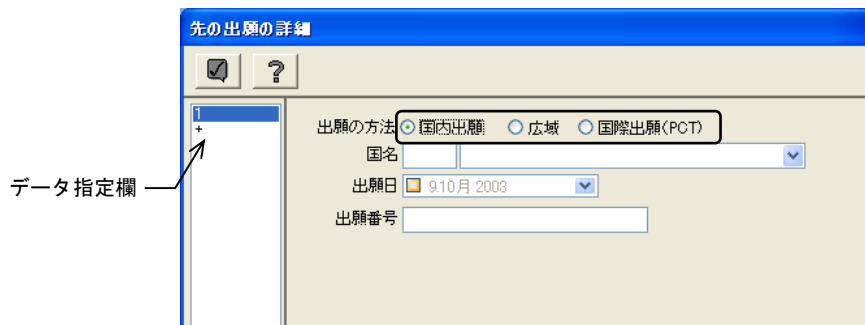 先の出願の詳細
?
1
+
データ指定欄
出願の方法 国内出願 広域 国際出願(PCT)
国名
出願日 9.10月 2003
出願番号